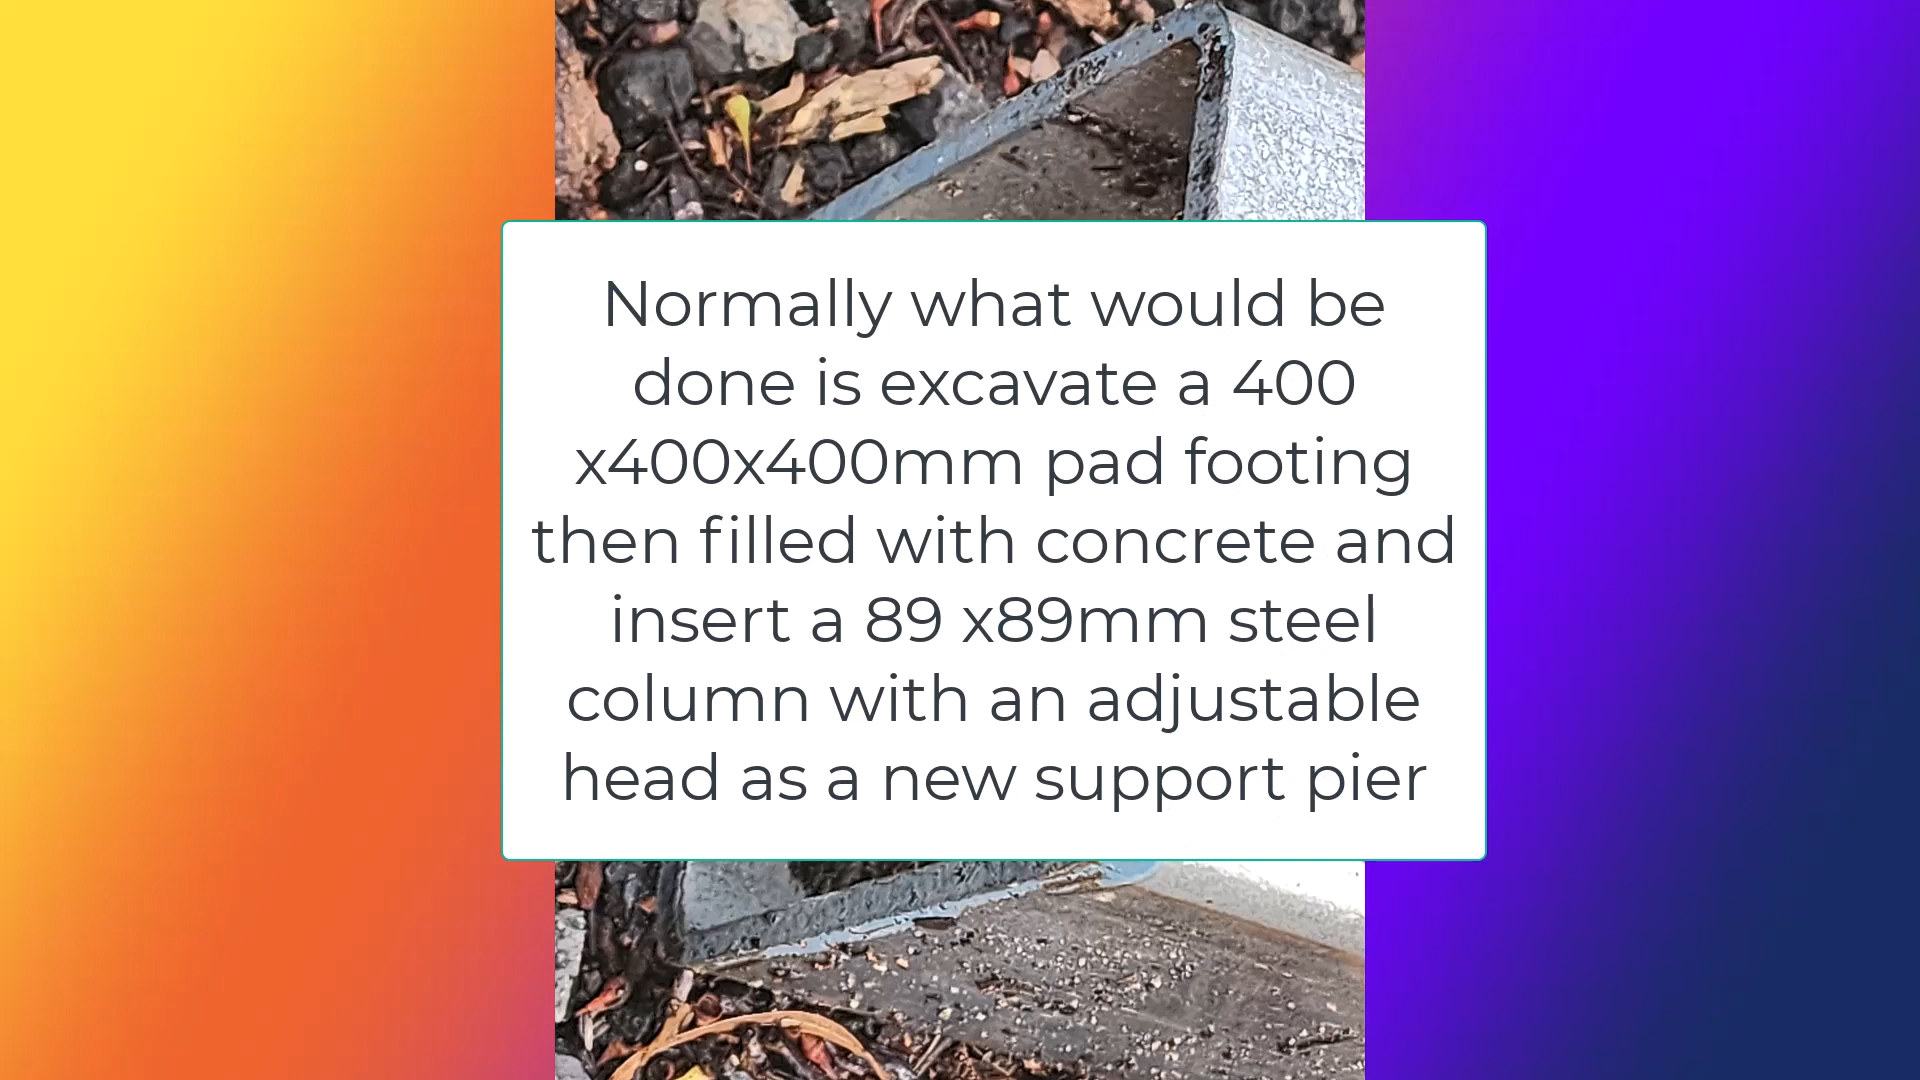 Normally what would be
done is excavate a 400
x400x400mm pad footing
then filled with concrete and
insert a 89 x89mm steel
column with an adjustable
head as a new support pier